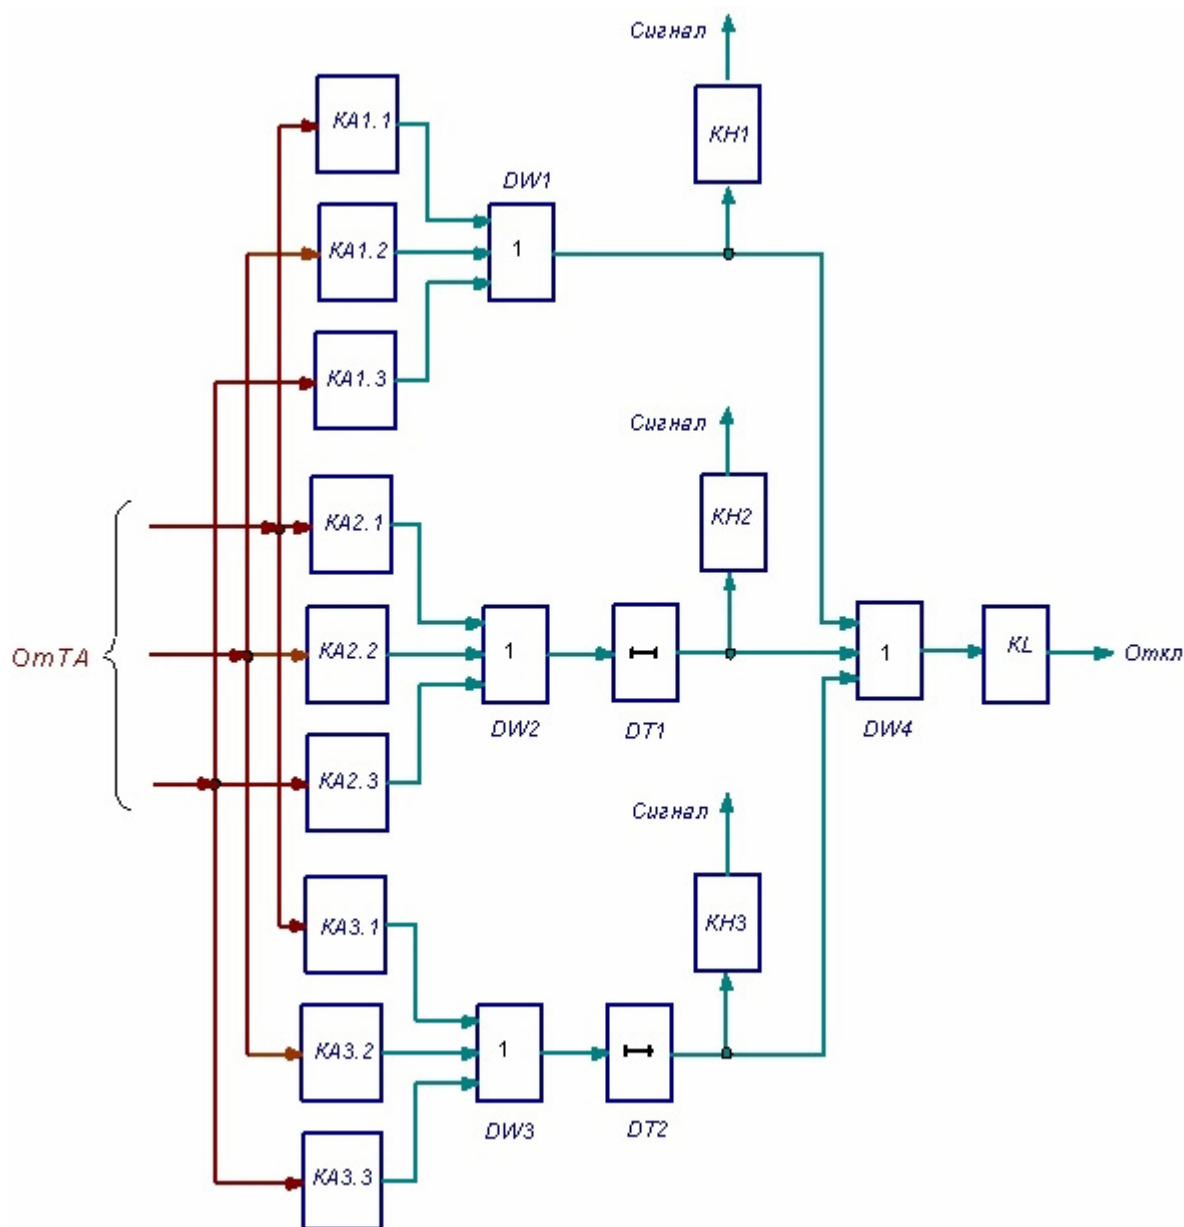 Сигнал
КА1.1
КН1
DW1
КА1.2
1
КА1.3
Сигнал
КА2.1
КН2
ОтТА
КА2.2
1
1
KL
Откл
DW2
DT1
DW4
КА2.3
Сигнал
КА3.1
КН3
КА3.2
1
DW3
DT2
КА3.3